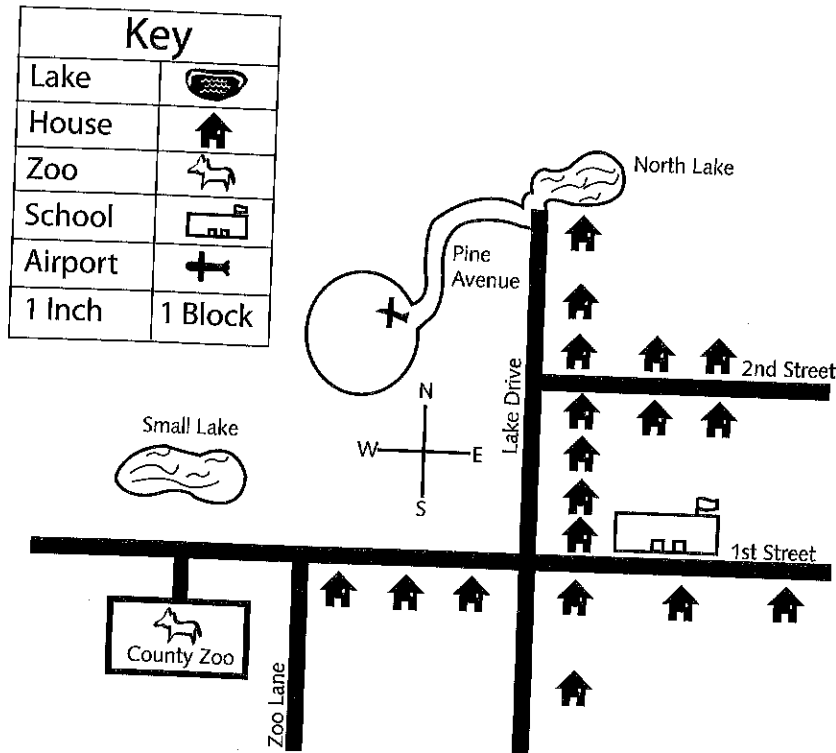 Key
Lake
House
Zoo
School
Airport
1 Inch 1 Block
North Lake
Pine
Avenue
2nd Street
Lake Drive
N
W E
S
Small Lake
1st Street
County Zoo
Zoo Lane